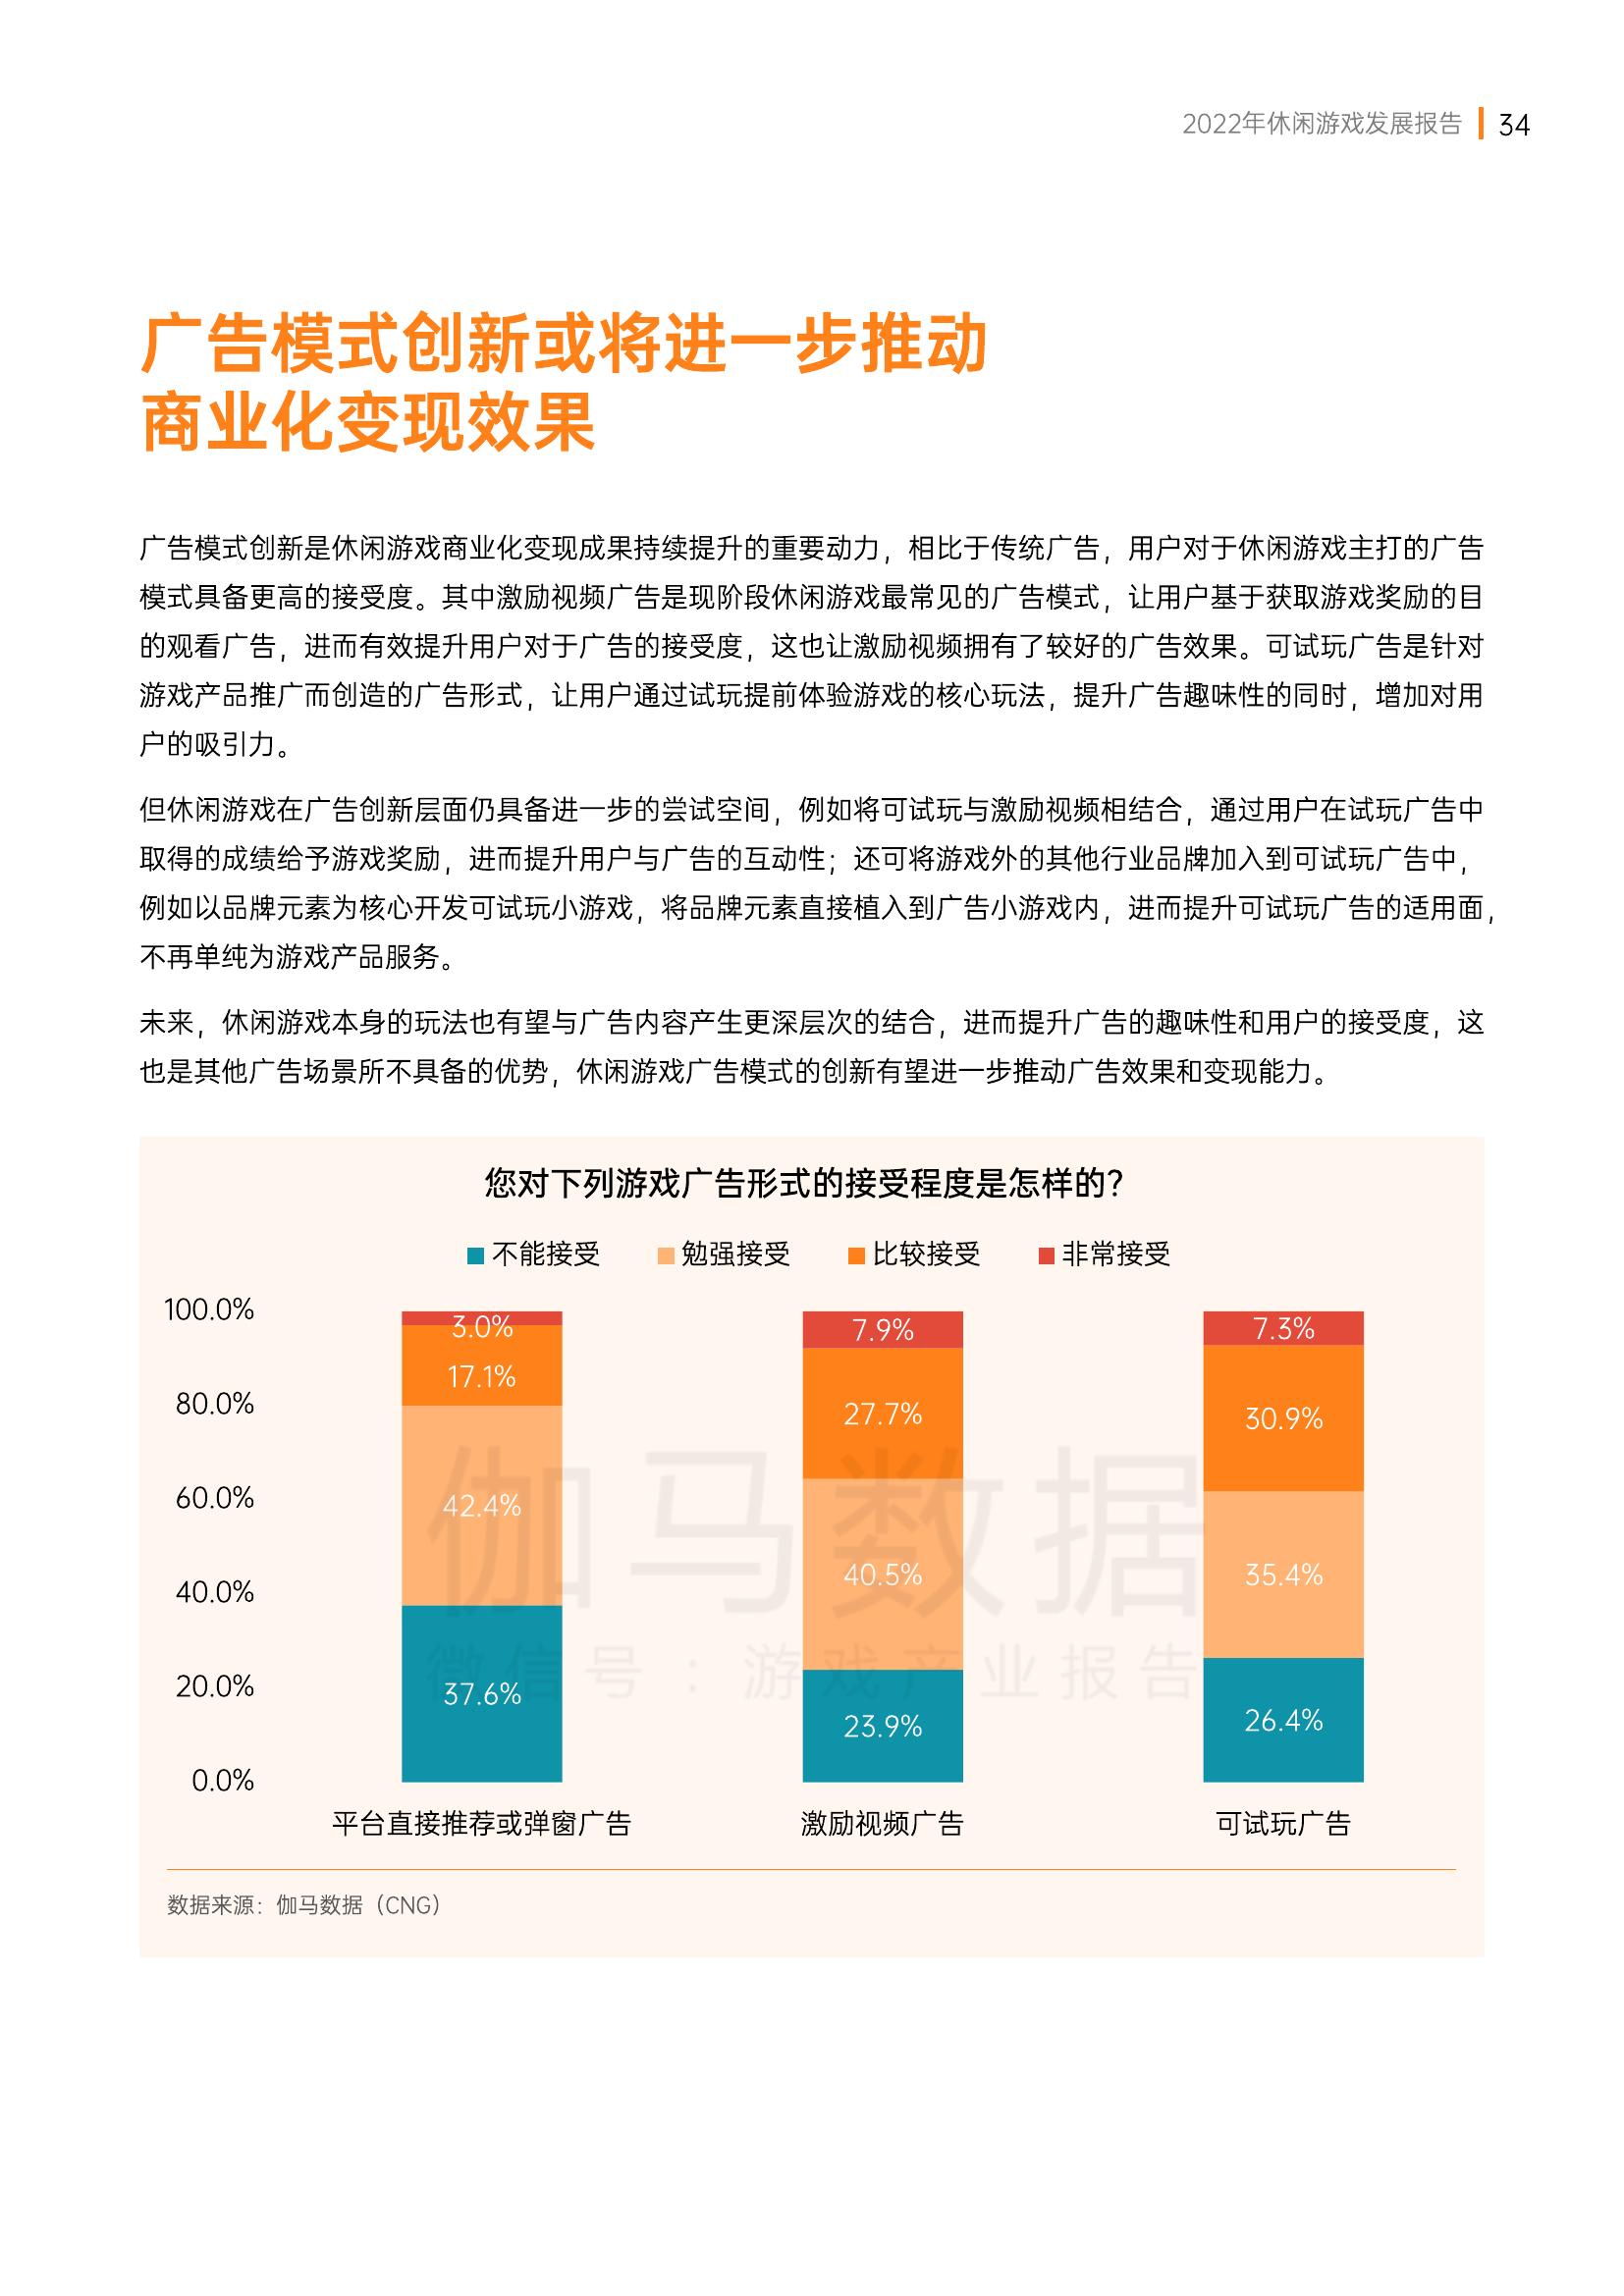 2022年休闲游戏发展报告 34
广告模式创新或将进一步推动
商业化变现效果
广告模式创新是休闲游戏商业化变现成果持续提升的重要动力，相比于传统广告，用户对于休闲游戏主打的广告
模式具备更高的接受度。其中激励视频广告是现阶段休闲游戏最常见的广告模式，让用户基于获取游戏奖励的目
的观看广告，进而有效提升用户对于广告的接受度，这也让激励视频拥有了较好的广告效果。可试玩广告是针对
游戏产品推广而创造的广告形式，让用户通过试玩提前体验游戏的核心玩法，提升广告趣味性的同时，增加对用
户的吸引力。
但休闲游戏在广告创新层面仍具备进一步的尝试空间，例如将可试玩与激励视频相结合，通过用户在试玩广告中
取得的成绩给予游戏奖励，进而提升用户与广告的互动性；还可将游戏外的其他行业品牌加入到可试玩广告中，
例如以品牌元素为核心开发可试玩小游戏，将品牌元素直接植入到广告小游戏内，进而提升可试玩广告的适用面，
不再单纯为游戏产品服务。
未来，休闲游戏本身的玩法也有望与广告内容产生更深层次的结合，进而提升广告的趣味性和用户的接受度，这
也是其他广告场景所不具备的优势，休闲游戏广告模式的创新有望进一步推动广告效果和变现能力。
您对下列游戏广告形式的接受程度是怎样的？
不能接受 勉强接受 比较接受 非常接受
100.0%
3.0% 7.9% 7.3%
17.1%
80.0%
27.7% 30.9%
60.0%
42.4%
伽马数据
40.0%
40.5% 35.4%
微信号：游戏产业报告
20.0%
37.6%
23.9% 26.4%
0.0%
平台直接推荐或弹窗广告 激励视频广告 可试玩广告
数据来源：伽马数据（CNG）